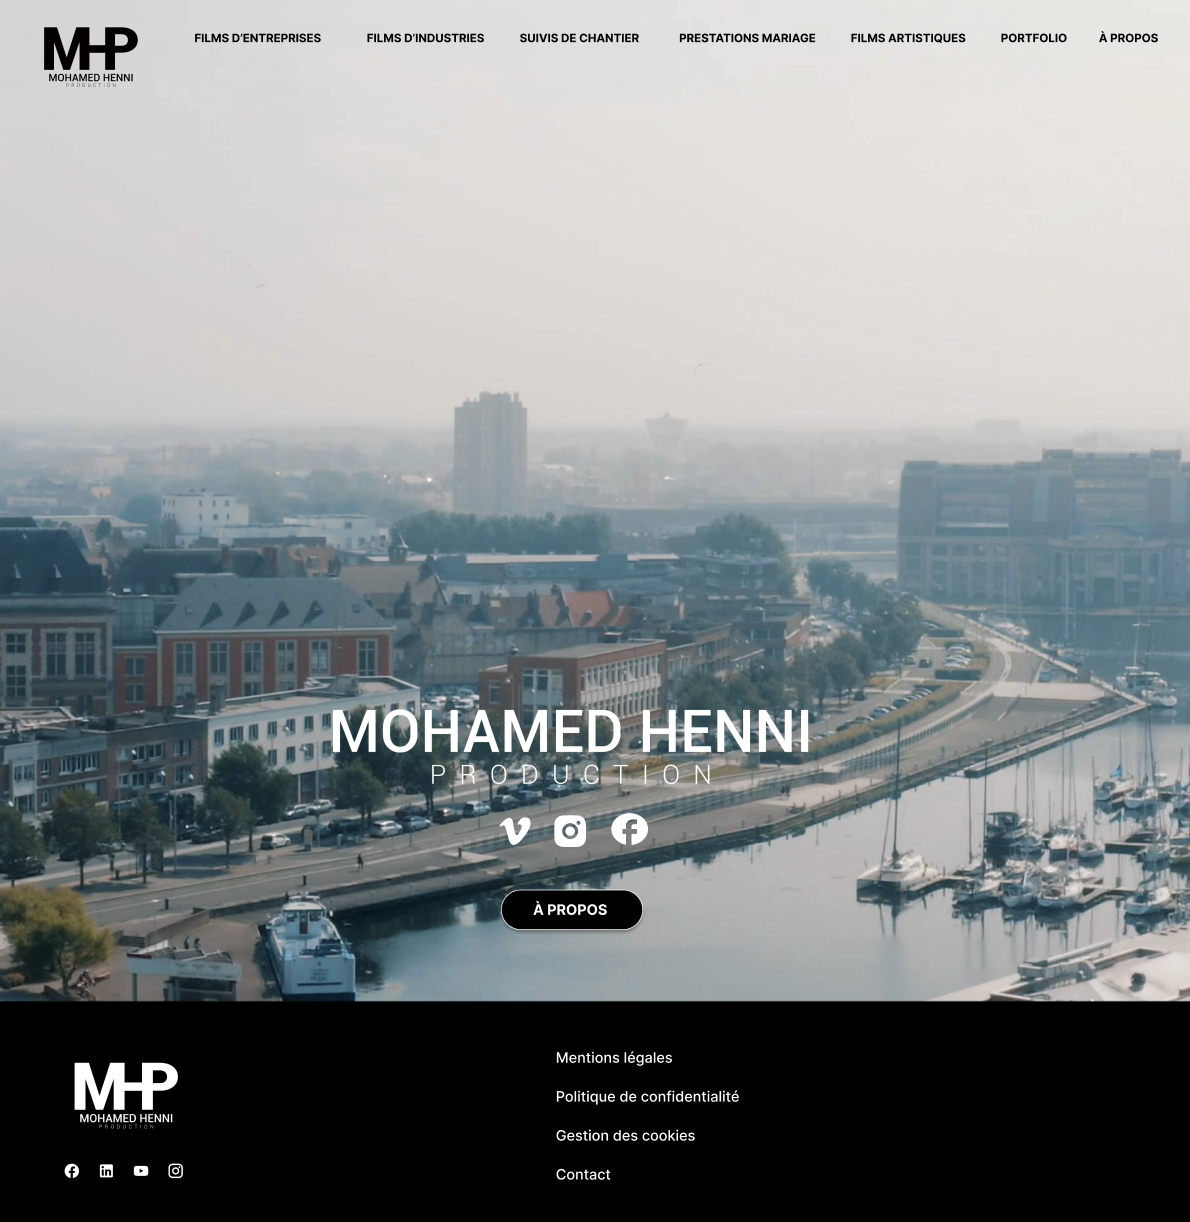 MHP
MOHAMED HENNI
PRODUCTION
FILMS D'ENTREPRISES
FILMS D'INDUSTRIES
SUIVIS DE CHANTIER
PRESTATIONS MARIAGE
FILMS ARTISTIQUES
PORTFOLIO
À PROPOS
MOHAMED HENNI
PRODUCTION
À PROPOS
MHP
MOHAMED HENNI
PRODUCTION
Mentions légales
Politique de confidentialité
Gestion des cookies
Contact